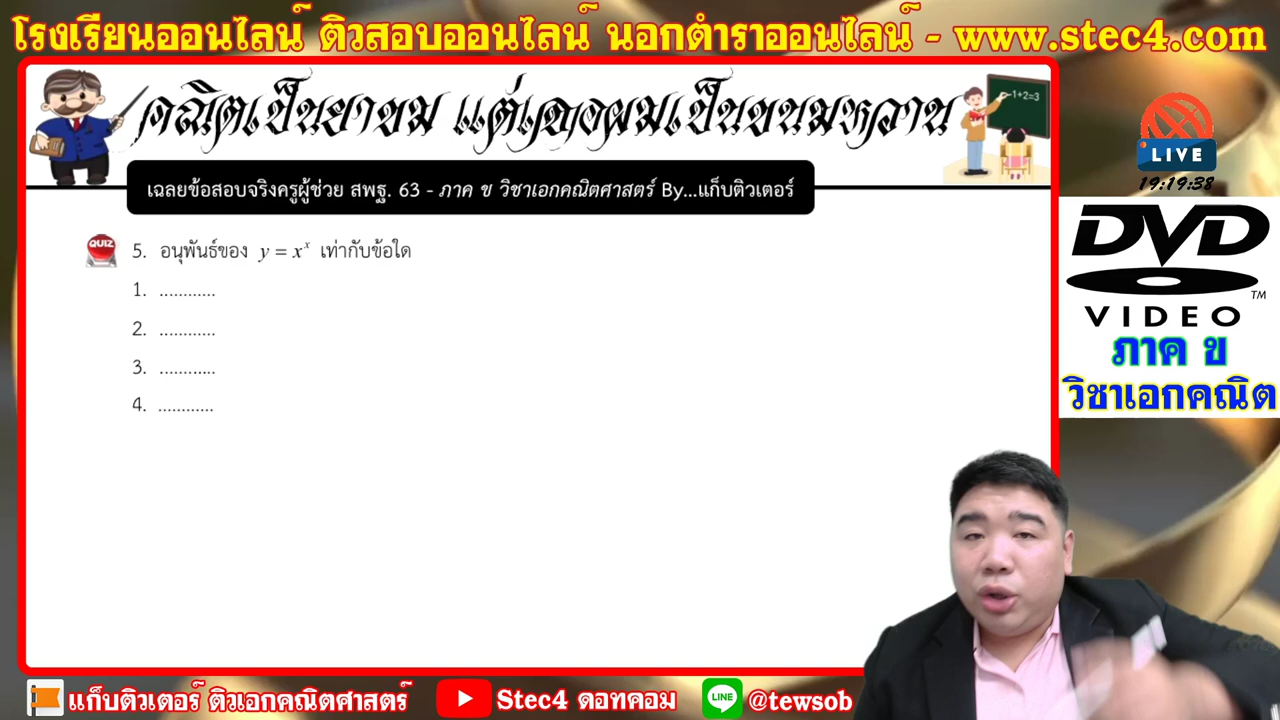 โรงเรียนออนไลน์ ติวสอบออนไลน์ นอกตำราออนไลน์ - www.stec4.com
คณิตเป็นยาขม แต่เธอผมเป็นขนมหวาน
1+2=3
LIVE
19:19:38
เฉลยข้อสอบจริงครูผู้ช่วย สพฐ. 63 - ภาค ข วิชาเอกคณิตศาสตร์ By...แก็บติวเตอร์
QUIZ 5. อนุพันธ์ของ y = xˣ เท่ากับข้อใด
1. ............
2. ............
3. ............
4. ............
DVD
VIDEO TM
ภาค ข
วิชาเอกคณิต
แก็บติวเตอร์ ติวเอกคณิตศาสตร์ Stec4 ดอทคอม LINE @tewsob